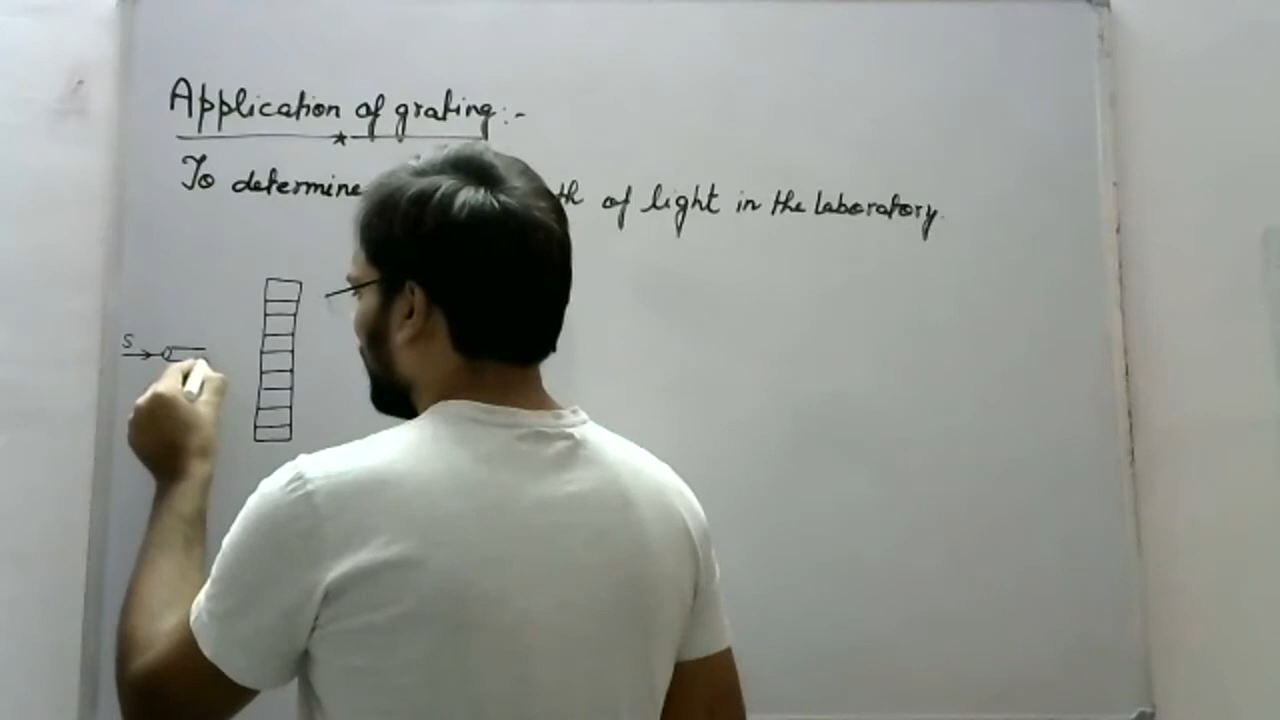 Application of grating:-
To determine th of light in the laboratory.
S